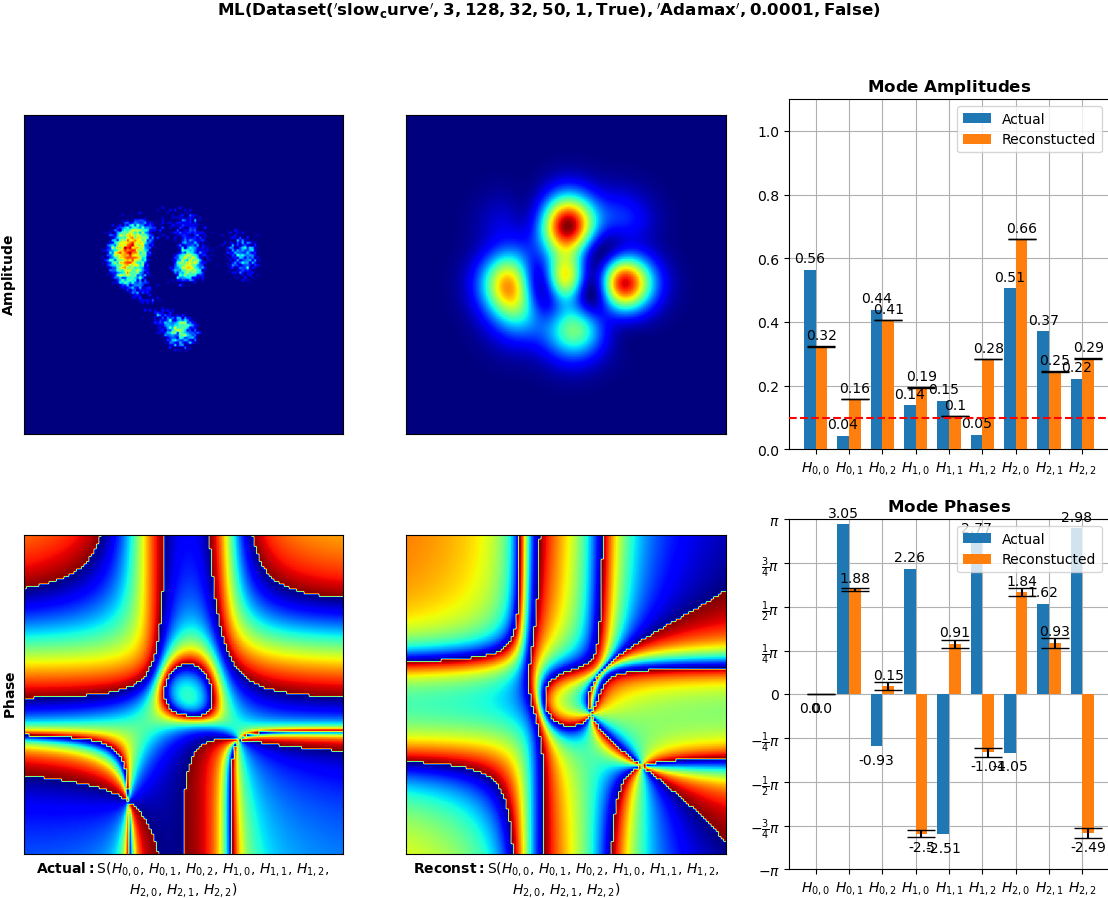 ML(Dataset(′slow_curve′, 3, 128, 32, 50, 1, True), ′Adamax′, 0.0001, False)
Mode Amplitudes
Actual
Reconstucted
Amplitude
1.0
0.8
0.6
0.4
0.2
0.0
0.56
0.32
0.04
0.16
0.44
0.41
0.14
0.19
0.15
0.1
0.05
0.28
0.51
0.66
0.37
0.25
0.22
0.29
H0,0 H0,1 H0,2 H1,0 H1,1 H1,2 H2,0 H2,1 H2,2
Mode Phases
Actual
Reconstucted
Phase
π
3/4π
1/2π
1/4π
0
−1/4π
−1/2π
−3/4π
−π
0.0
0.0
3.05
1.88
-0.93
0.15
2.26
-2.5
-2.51
0.91
2.77
-1.04
-1.05
1.84
1.62
0.93
2.98
-2.49
H0,0 H0,1 H0,2 H1,0 H1,1 H1,2 H2,0 H2,1 H2,2
Actual: S(H0,0, H0,1, H0,2, H1,0, H1,1, H1,2,
H2,0, H2,1, H2,2)
Reconst: S(H0,0, H0,1, H0,2, H1,0, H1,1, H1,2,
H2,0, H2,1, H2,2)